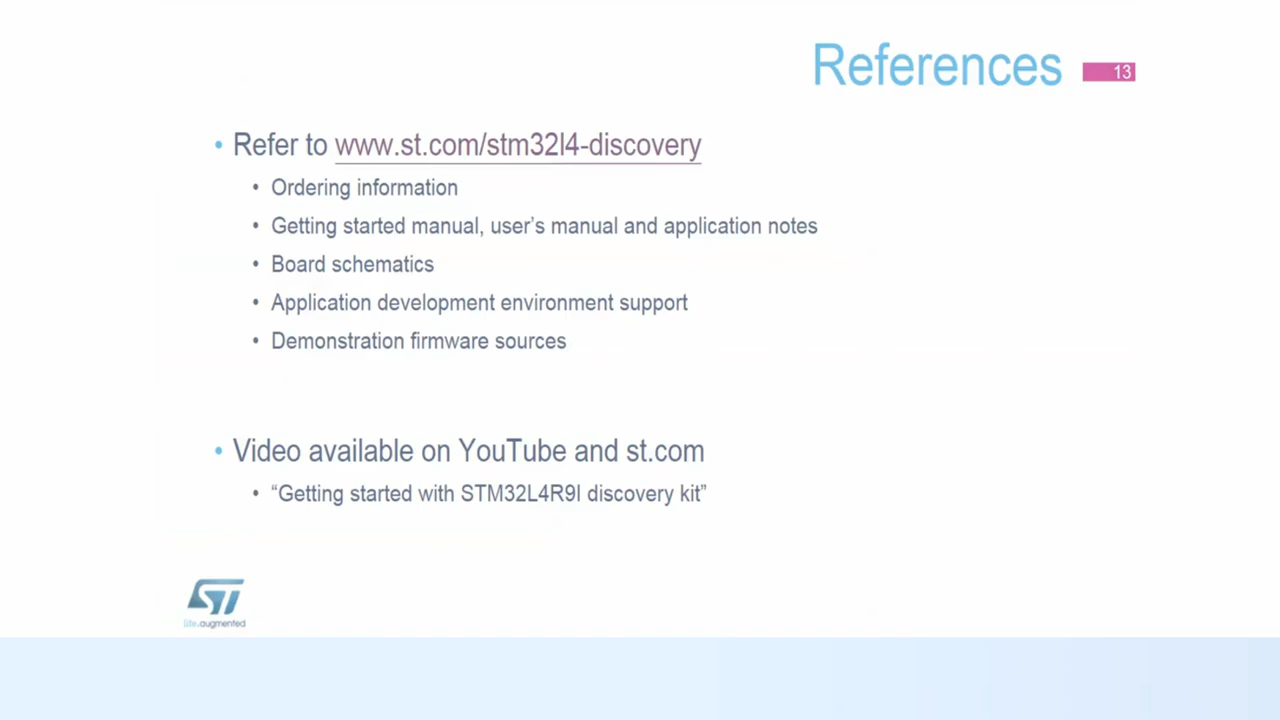 References
13
• Refer to www.st.com/stm32l4-discovery
• Ordering information
• Getting started manual, user's manual and application notes
• Board schematics
• Application development environment support
• Demonstration firmware sources
• Video available on YouTube and st.com
• “Getting started with STM32L4R9I discovery kit”
ST
life.augmented